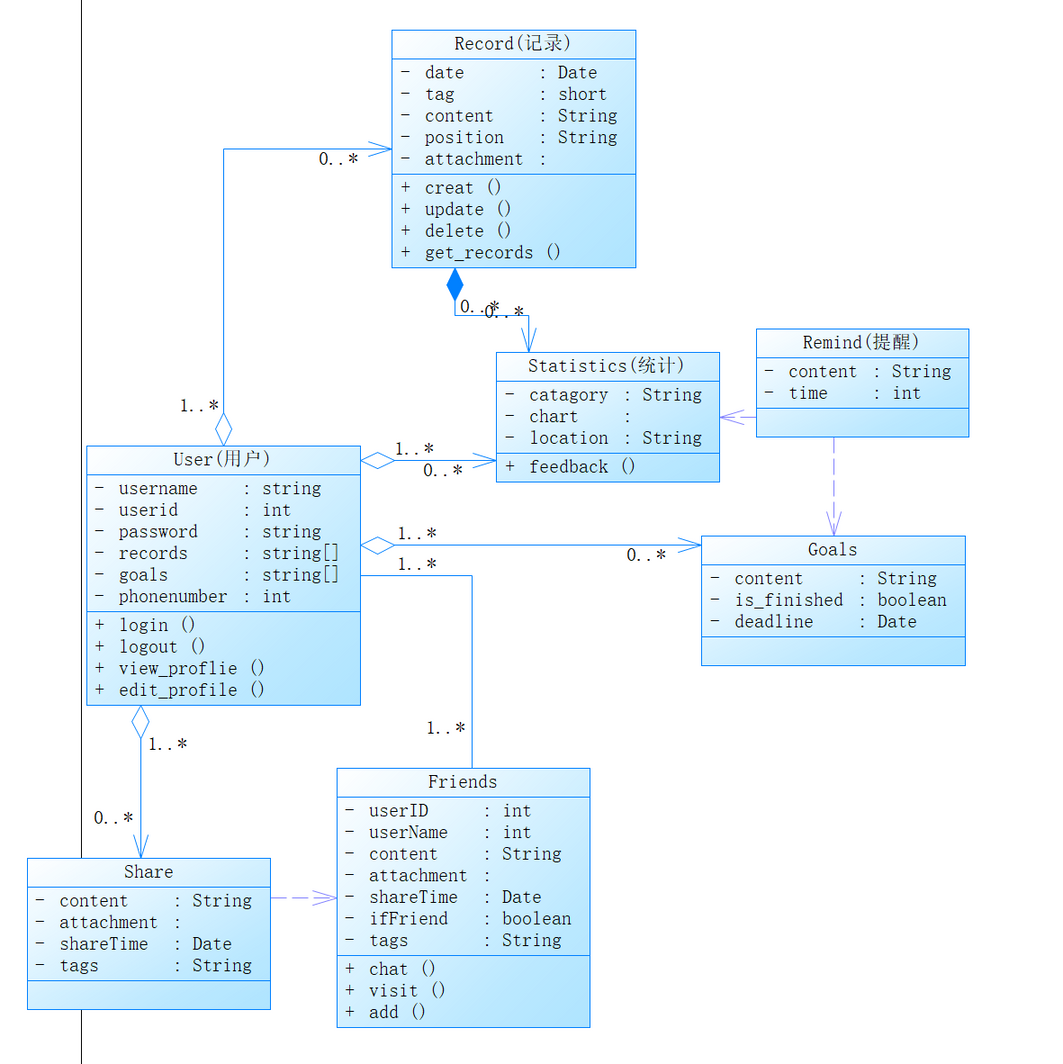 Record(记录)
- date : Date
- tag : short
- content : String
- position : String
- attachment :
+ creat ()
+ update ()
+ delete ()
+ get_records ()
0..*
1..*
0..*
0..*
Statistics(统计)
- catagory : String
- chart :
- location : String
+ feedback ()
Remind(提醒)
- content : String
- time : int
User(用户)
- username : string
- userid : int
- password : string
- records : string[]
- goals : string[]
- phonenumber : int
+ login ()
+ logout ()
+ view_proflie ()
+ edit_profile ()
1..*
0..*
1..*
0..*
1..*
1..*
Goals
- content : String
- is_finished : boolean
- deadline : Date
1..*
0..*
Share
- content : String
- attachment :
- shareTime : Date
- tags : String
Friends
- userID : int
- userName : int
- content : String
- attachment :
- shareTime : Date
- ifFriend : boolean
- tags : String
+ chat ()
+ visit ()
+ add ()